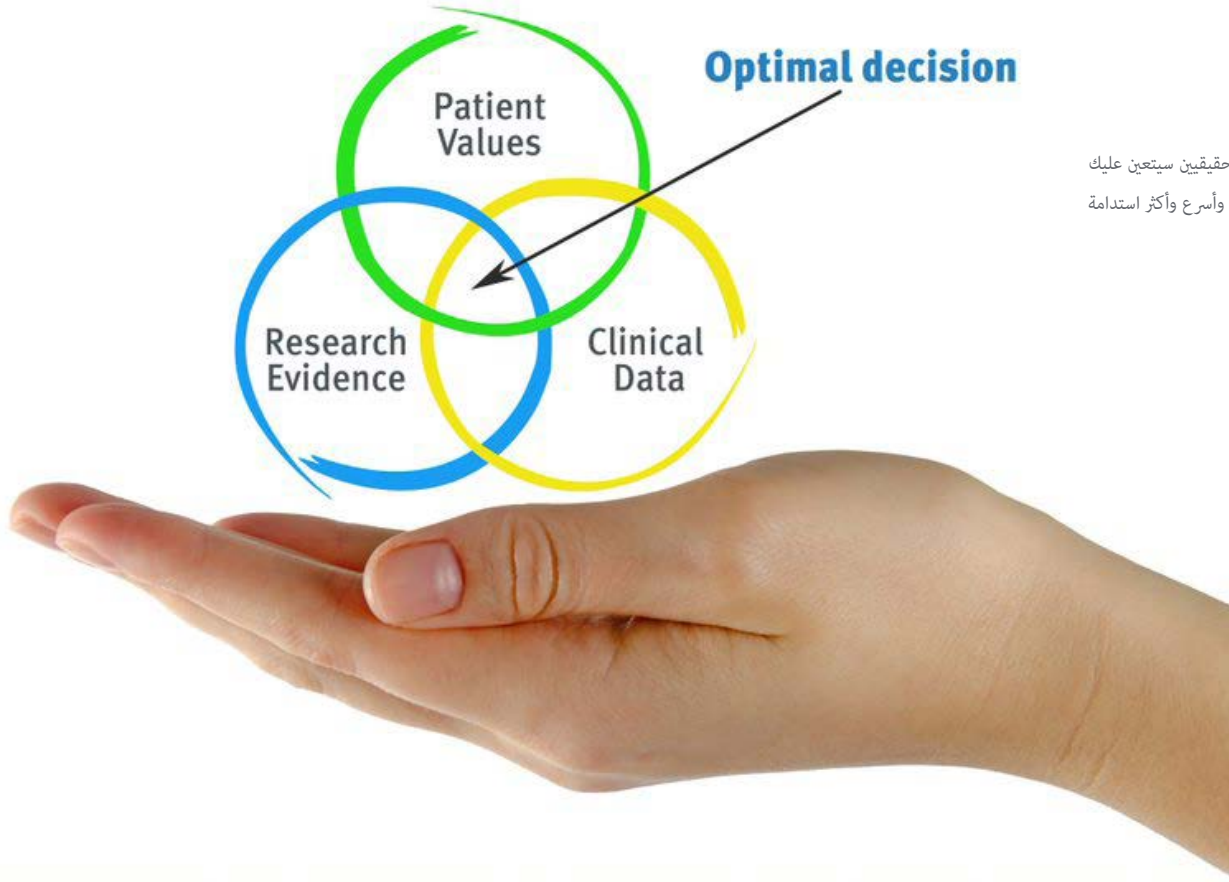 Optimal decision
Patient
Values
Research
Evidence
Clinical
Data
حقيقيين سيتعين عليك
وأسرع وأكثر استدامة